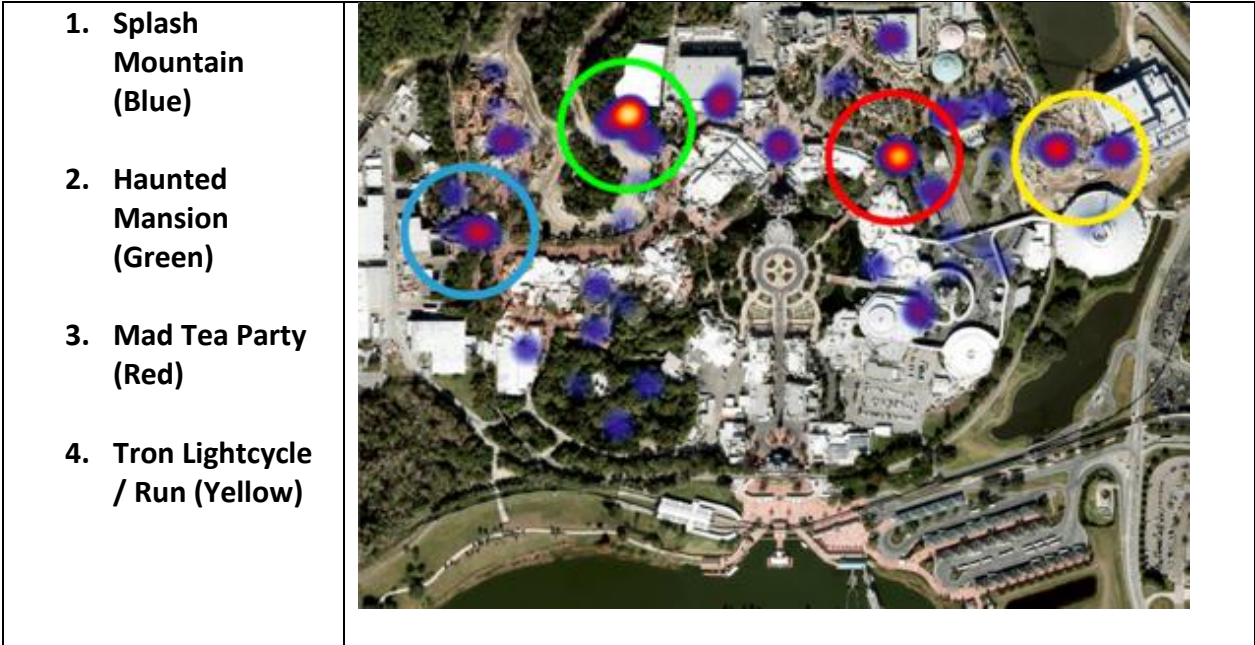 1. Splash
Mountain
(Blue)
2. Haunted
Mansion
(Green)
3. Mad Tea Party
(Red)
4. Tron Lightcycle
/ Run (Yellow)